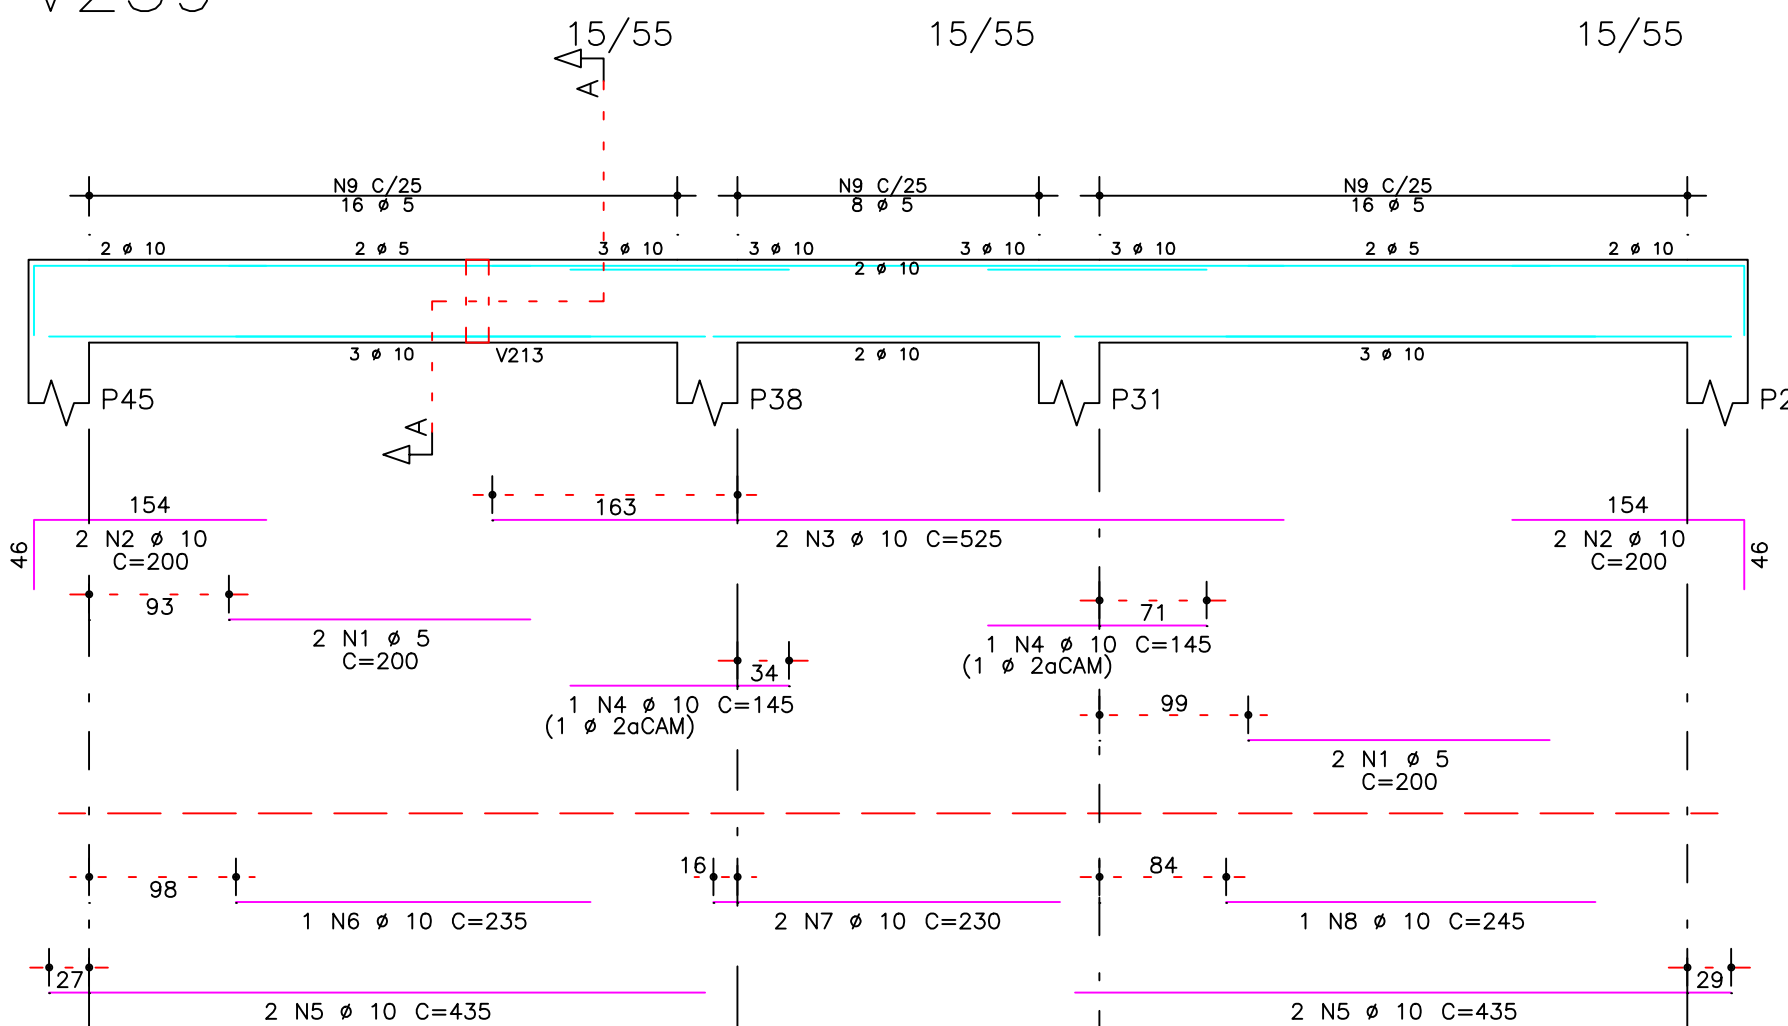 15/55 15/55 15/55
A
N9 C/25 N9 C/25 N9 C/25
16 ø 5 8 ø 5 16 ø 5
2 ø 10 2 ø 5 3 ø 10 3 ø 10 3 ø 10 3 ø 10 2 ø 5 2 ø 10
2 ø 10
3 ø 10 V213 2 ø 10 3 ø 10
P45 P38 P31
A
154 163 154
46 2 N2 ø 10 2 N3 ø 10 C=525 2 N2 ø 10 46
C=200 C=200
93 71
2 N1 ø 5 1 N4 ø 10 C=145
C=200 (1 ø 2aCAM)
34
1 N4 ø 10 C=145 99
(1 ø 2aCAM)
2 N1 ø 5
C=200
98 16 84
1 N6 ø 10 C=235 2 N7 ø 10 C=230 1 N8 ø 10 C=245
27 29
2 N5 ø 10 C=435 2 N5 ø 10 C=435